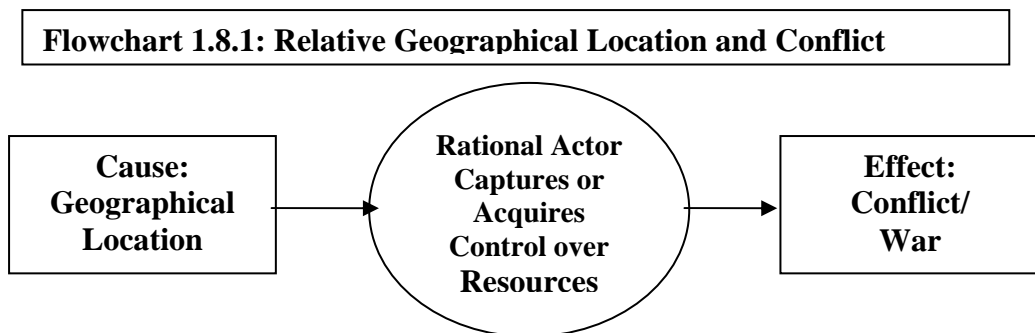 Flowchart 1.8.1: Relative Geographical Location and Conflict
Cause:
Geographical
Location
Rational Actor
Captures or
Acquires
Control over
Resources
Effect:
Conflict/
War